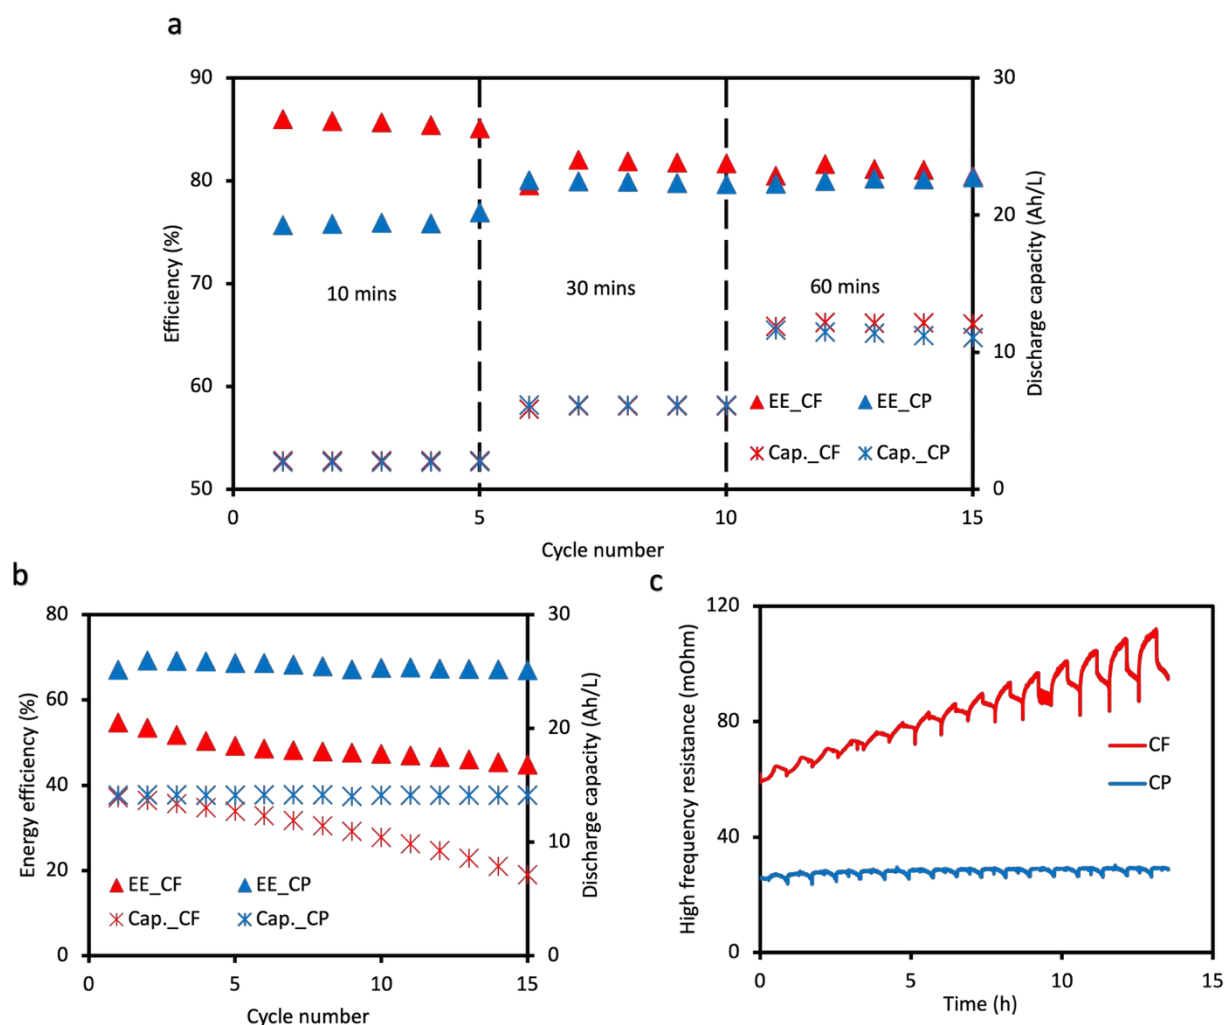 a
90
80
70
60
50
Efficiency (%)
30
20
10
0
Discharge capacity (Ah/L)
10 mins
30 mins
60 mins
EE_CF EE_CP
Cap._CF Cap._CP
0 5 10 15
Cycle number
b
80
60
40
20
0
Energy efficiency (%)
30
20
10
0
Discharge capacity (Ah/L)
EE_CF EE_CP
Cap._CF Cap._CP
0 5 10 15
Cycle number
c
120
80
40
0
High frequency resistance (mOhm)
CF
CP
0 5 10 15
Time (h)